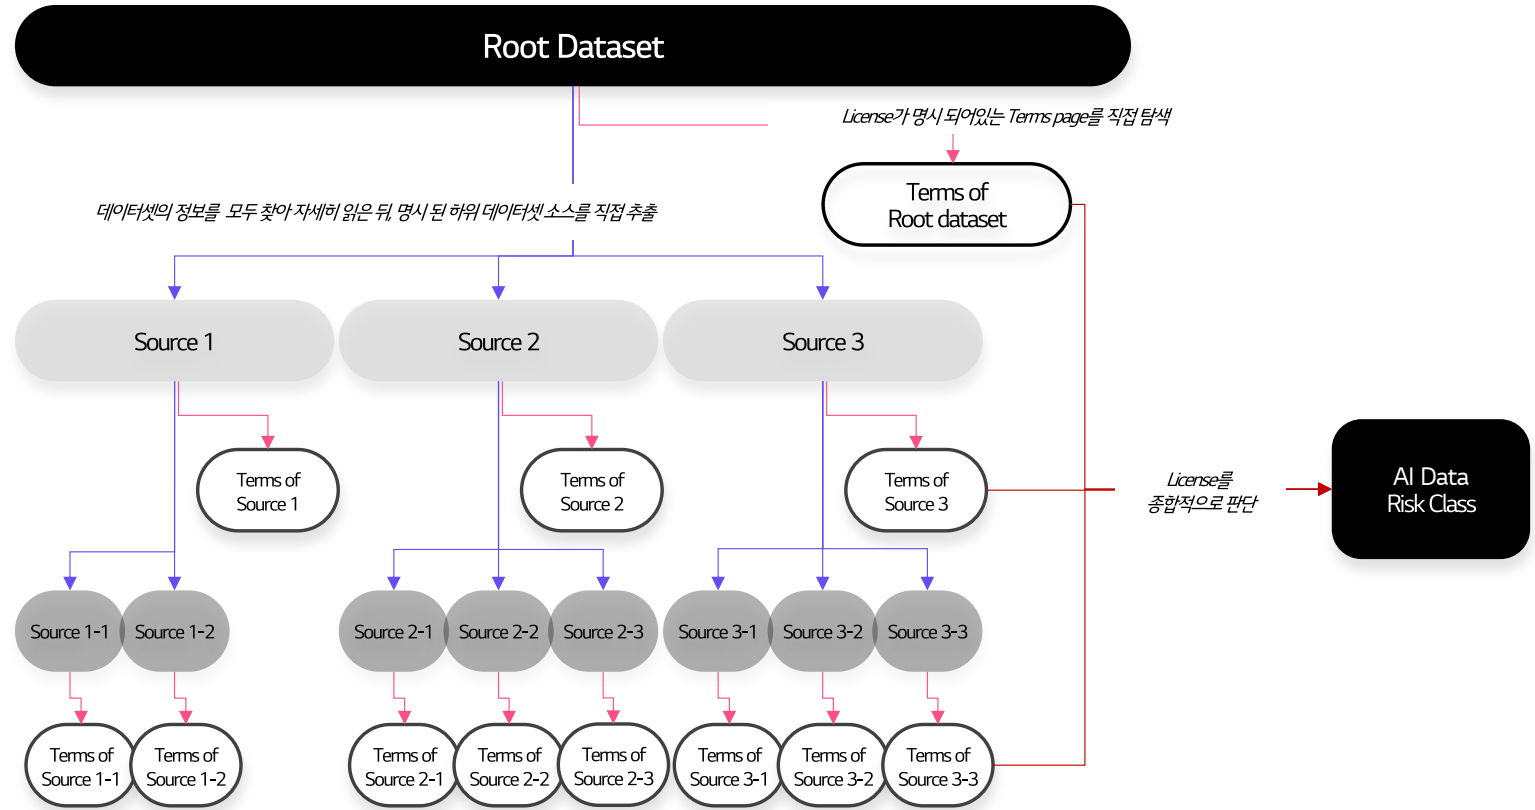 Root Dataset
License가 명시 되어있는 Terms page를 직접 탐색
Terms of
Root dataset
데이터셋의 정보를 모두 찾아 자세히 읽은 뒤, 명시 된 하위 데이터셋 소스를 직접 추출
Source 1
Source 2
Source 3
Terms of
Source 1
Terms of
Source 2
Terms of
Source 3
License를
종합적으로 판단
AI Data
Risk Class
Source 1-1
Source 1-2
Source 2-1
Source 2-2
Source 2-3
Source 3-1
Source 3-2
Source 3-3
Terms of
Source 1-1
Terms of
Source 1-2
Terms of
Source 2-1
Terms of
Source 2-2
Terms of
Source 2-3
Terms of
Source 3-1
Terms of
Source 3-2
Terms of
Source 3-3